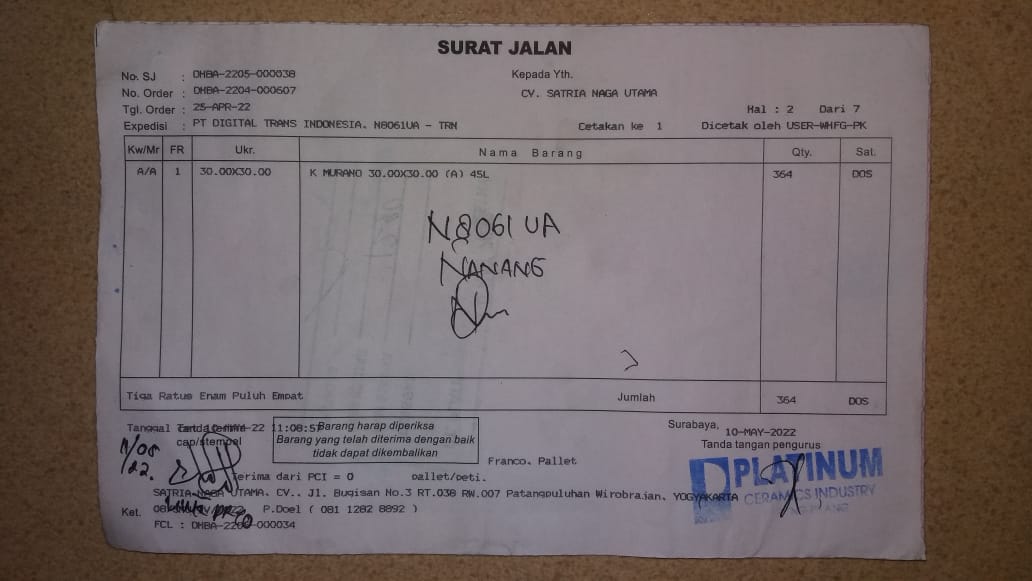 SURAT JALAN
No. SJ : DHBA-2205-000038
Kepada Yth.
No. Order : DHBA-2204-000607
CV. SATRIA NAGA UTAMA
Tgl. Order : 25-APR-22
Hal : 2 Dari 7
Expedisi : PT DIGITAL TRANS INDONESIA. N8061UA - TRN
Cetakan ke 1
Dicetak oleh USER-WHFG-PK
Kw/Mr FR Ukr. Nama Barang Qty. Sat.
A/A 1 30.00X30.00 K MURANO 30.00X30.00 (A) 45L 364 DOS
N8061 UA
NANANG
Tiga Ratus Enam Puluh Empat Jumlah 364 DOS
Tanggal Cetak 10-MAY-22 11:08:57
Tanda terima
cap/stempel
Barang harap diperiksa
Barang yang telah diterima dengan baik
tidak dapat dikembalikan
Surabaya, 10-MAY-2022
Tanda tangan pengurus
Franco. Pallet
Terima dari PCI = 0 pallet/peti.
PLATINUM
CERAMICS INDUSTRY
SATRIA NAGA UTAMA. CV.. Jl. Bugisan No.3 RT.038 RW.007 Patangpuluhan Wirobrajan. YOGYAKARTA
Ket. P.Doel ( 081 1282 8892 )
FCL : DHBA-2205-000034